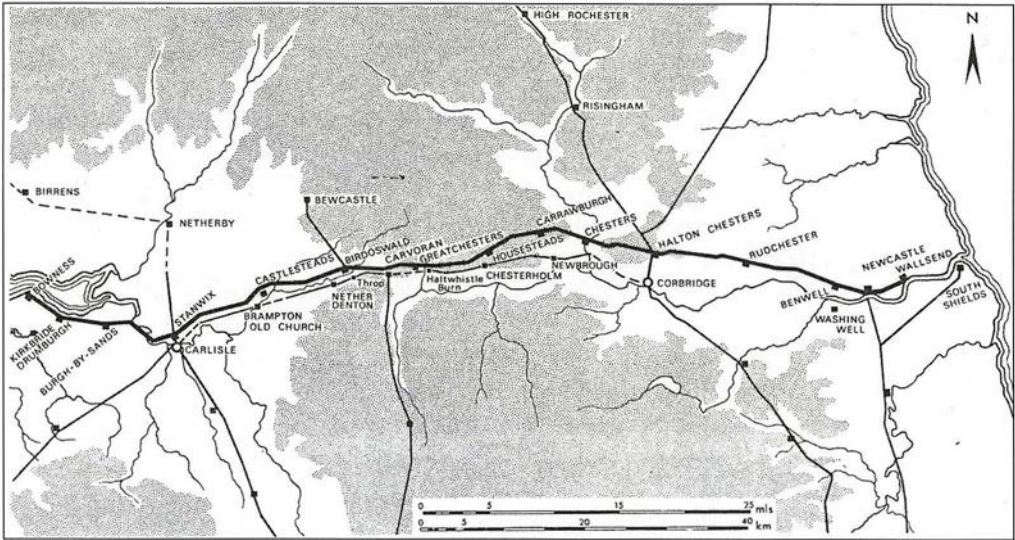 HIGH ROCHESTER
N
RISINGHAM
BIRRENS
NETHERBY
BEWCASTLE
BOWNESS
KIRKBRIDE
DRUMBURGH
BURGH-BY-SANDS
STANWIX
CARLISLE
CASTLESTEADS
BRAMPTON
OLD CHURCH
BIRDOSWALD
NETHER
DENTON
Throp
CARVORAN
GREATCHESTERS
Haltwhistle
Burn
CHESTERHOLM
HOUSESTEADS
CARRAWBURGH
NEWBROUGH
CHESTERS
HALTON CHESTERS
CORBRIDGE
RUDCHESTER
BENWELL
WASHING
WELL
NEWCASTLE
WALLSEND
SOUTH
SHIELDS
0 5 15 25 mls
0 5 20 40 km